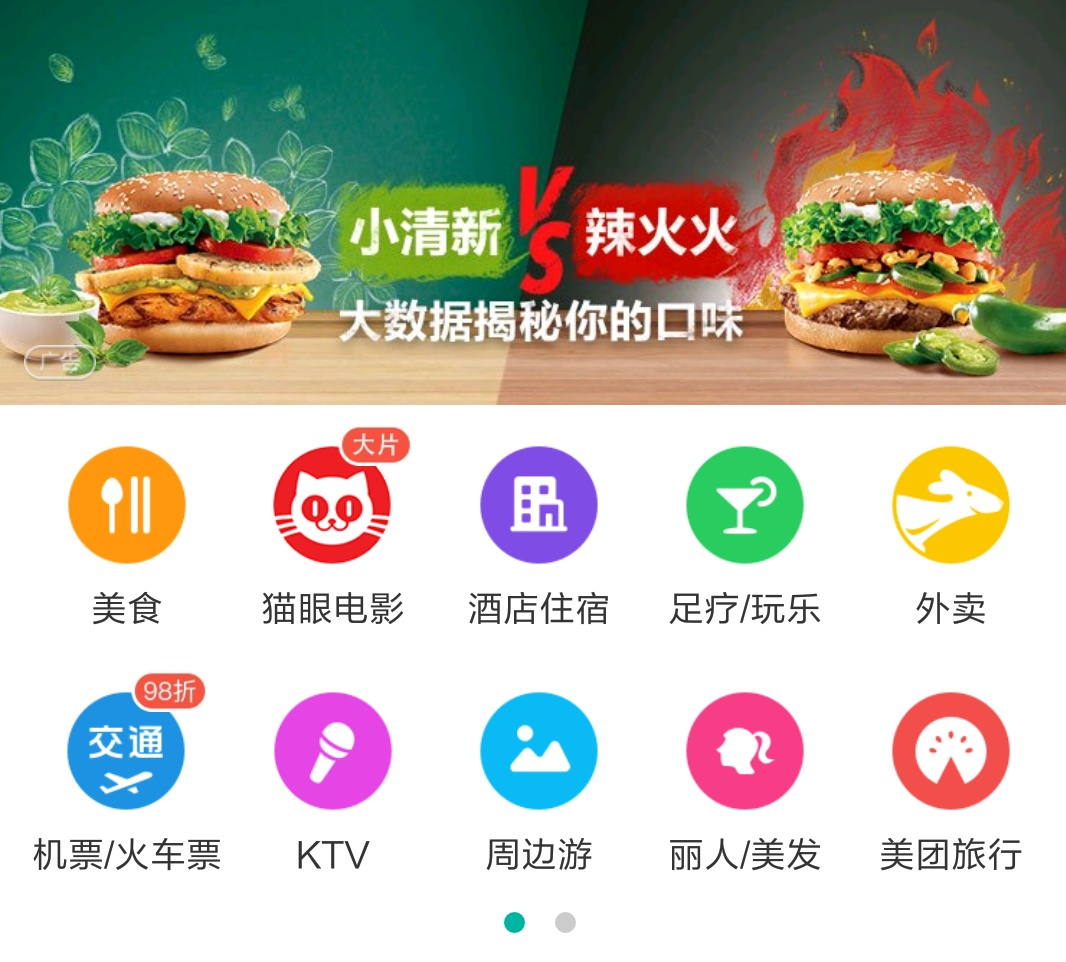 小清新 VS 辣火火
大数据揭秘你的口味
广告
大片
美食 猫眼电影 酒店住宿 足疗/玩乐 外卖
98折
交通
机票/火车票 KTV 周边游 丽人/美发 美团旅行